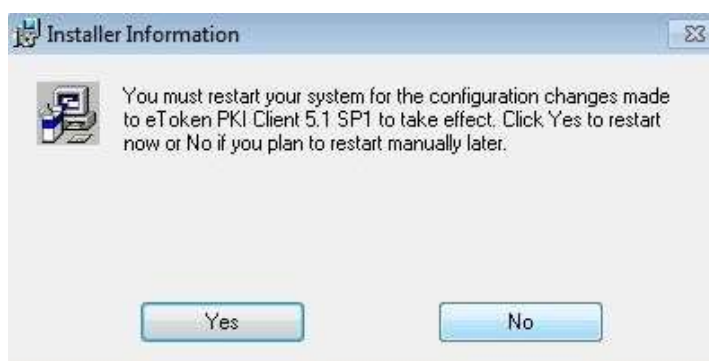 Installer Information
You must restart your system for the configuration changes made
to eToken PKI Client 5.1 SP1 to take effect. Click Yes to restart
now or No if you plan to restart manually later.
Yes
No